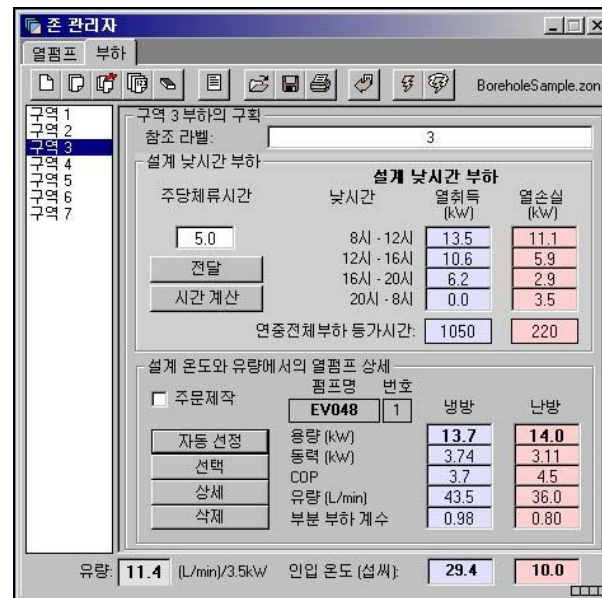 존 관리자
열펌프 부하
BoreholeSample.zon
구역 1
구역 2
구역 3
구역 4
구역 5
구역 6
구역 7
구역 3 부하의 구획
참조 라벨: 3
설계 낮시간 부하
설계 낮시간 부하
주당체류시간 낮시간 열취득 열손실
(kW) (kW)
5.0
전달
시간 계산
8시 - 12시 13.5 11.1
12시 - 16시 10.6 5.9
16시 - 20시 6.2 2.9
20시 - 8시 0.0 3.5
연중전체부하 등가시간: 1050 220
설계 온도와 유량에서의 열펌프 상세
주문제작
펌프명 번호
EV048 1
냉방 난방
자동 선정
선택
상세
삭제
용량 (kW) 13.7 14.0
동력 (kW) 3.74 3.11
COP 3.7 4.5
유량 (L/min) 43.5 36.0
부분 부하 계수 0.98 0.80
유량: 11.4 (L/min)/3.5kW 인입 온도 (섭씨): 29.4 10.0